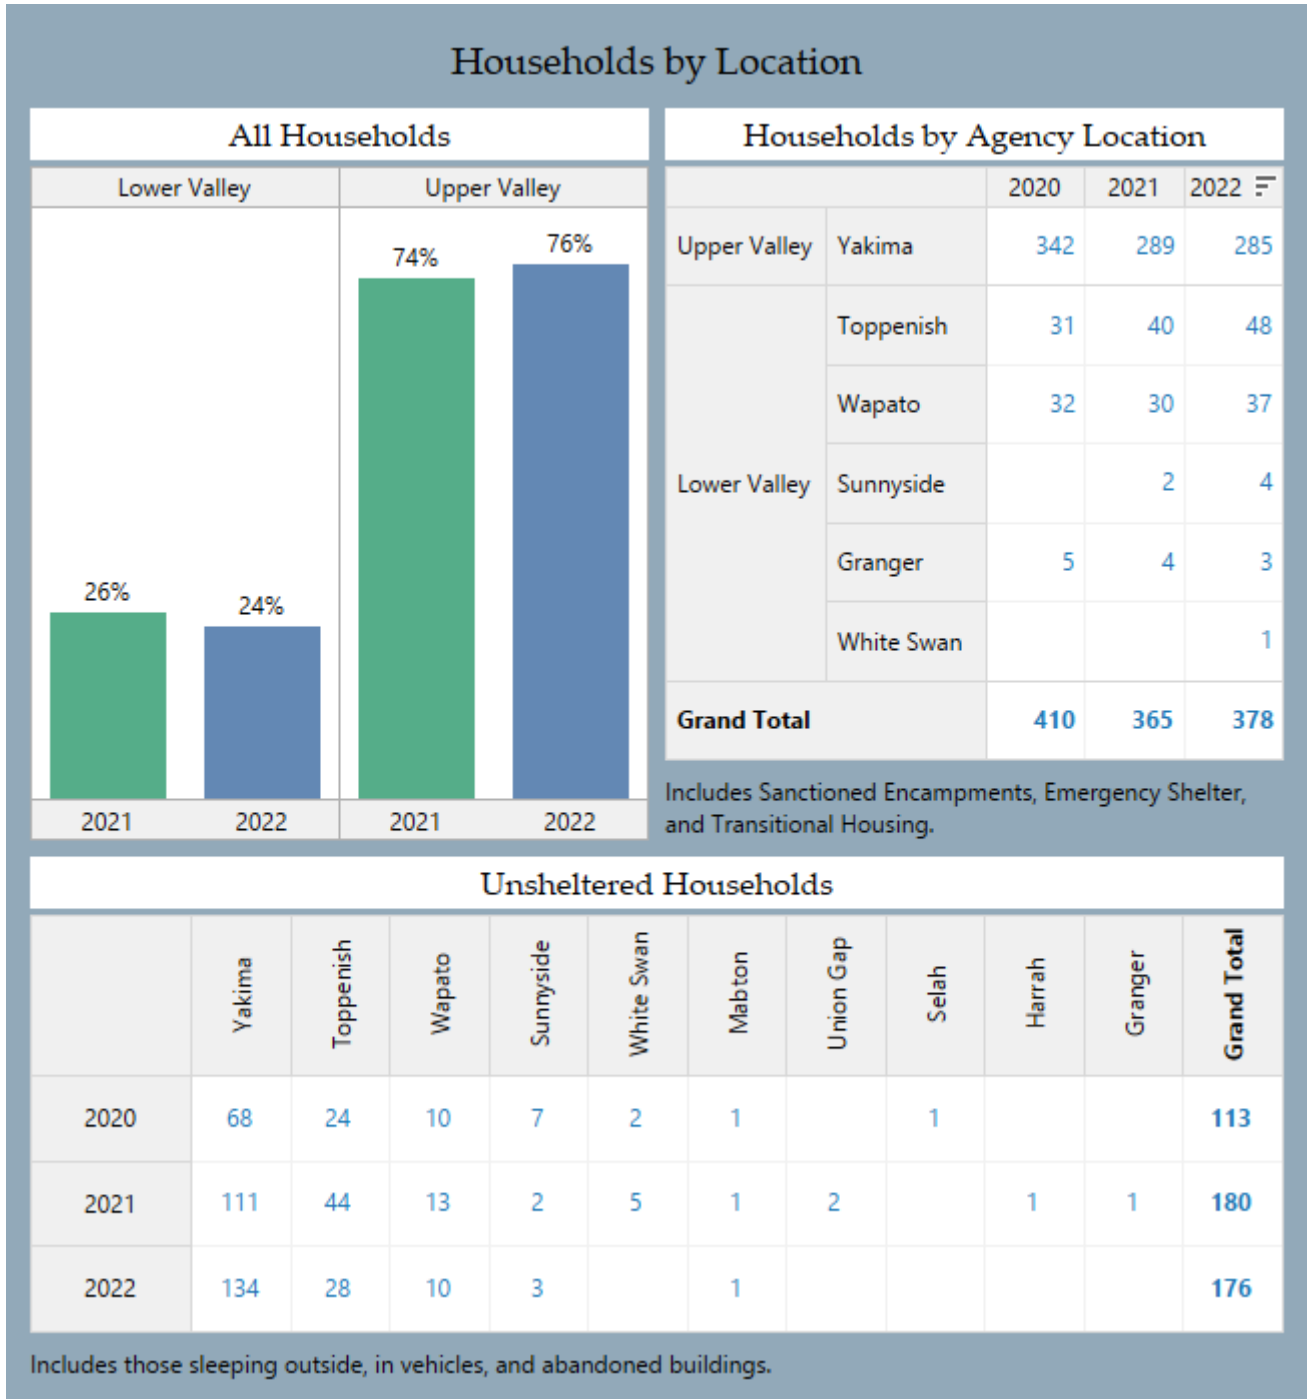 Households by Location
All Households
Lower Valley Upper Valley
74% 76%
26% 24%
2021 2022 2021 2022
Households by Agency Location
2020 2021 2022
Upper Valley Yakima 342 289 285
Toppenish 31 40 48
Wapato 32 30 37
Lower Valley Sunnyside 2 4
Granger 5 4 3
White Swan 1
Grand Total 410 365 378
Includes Sanctioned Encampments, Emergency Shelter,
and Transitional Housing.
Unsheltered Households
Yakima Toppenish Wapato Sunnyside White Swan Mabton Union Gap Selah Harrah Granger Grand Total
2020 68 24 10 7 2 1 1 113
2021 111 44 13 2 5 1 2 1 1 180
2022 134 28 10 3 1 176
Includes those sleeping outside, in vehicles, and abandoned buildings.